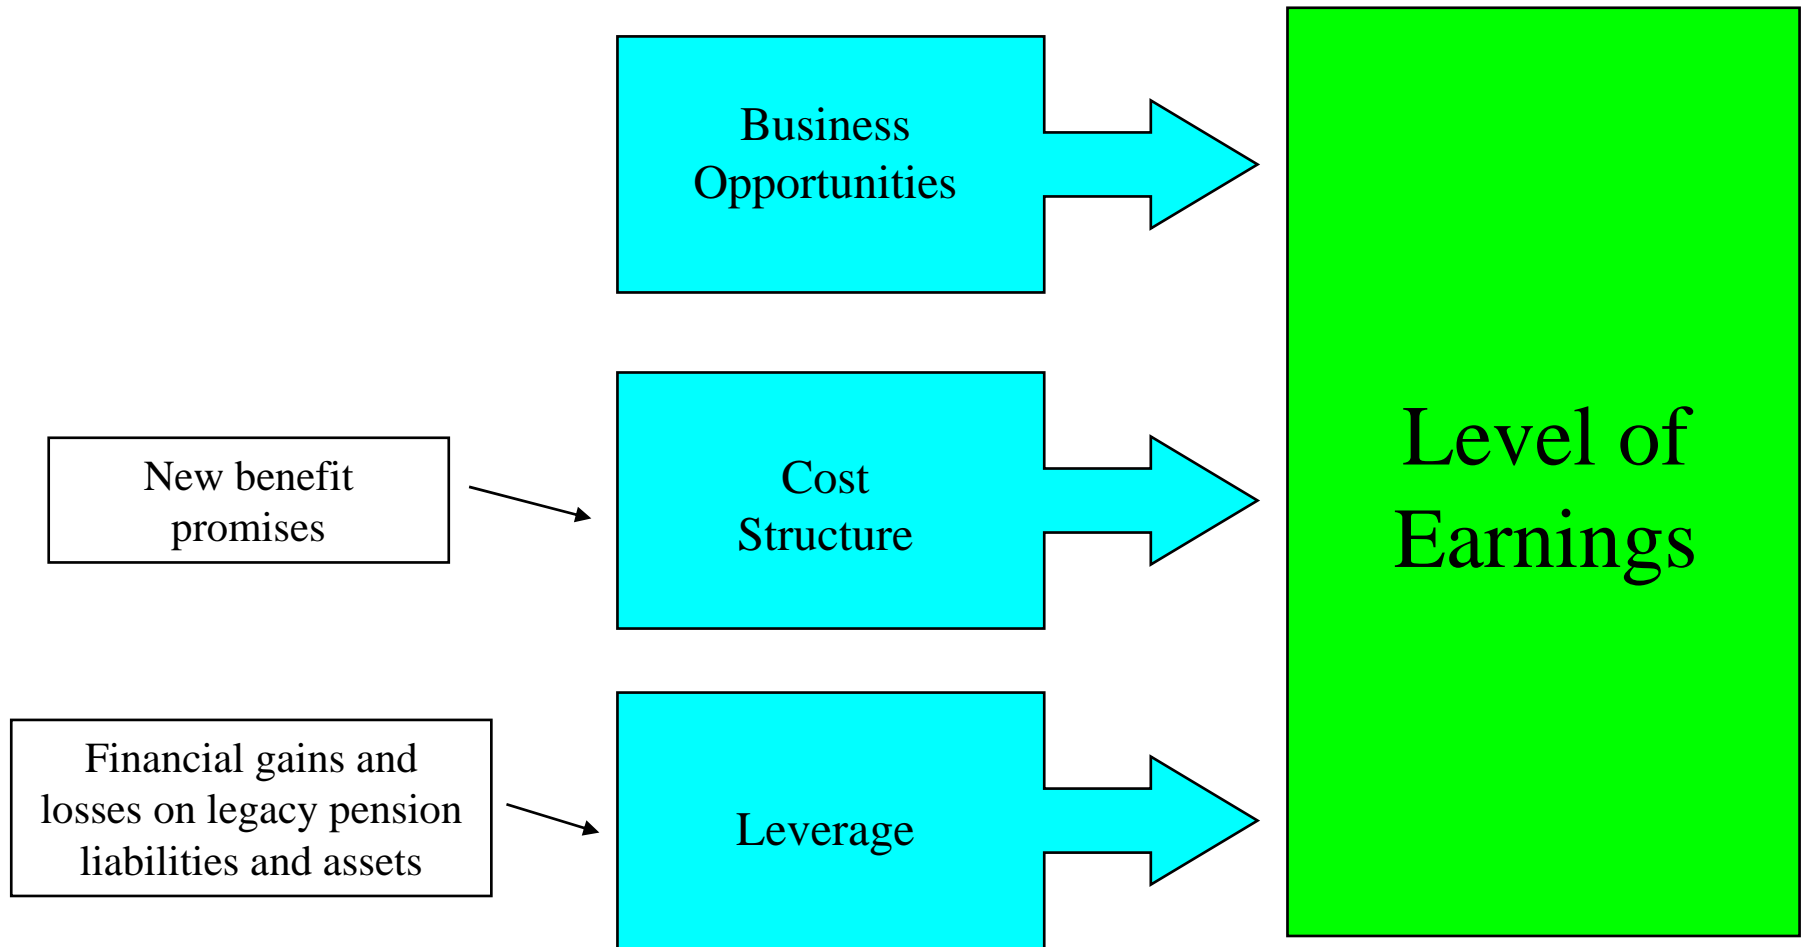 Business
Opportunities
New benefit
promises
Cost
Structure
Financial gains and
losses on legacy pension
liabilities and assets
Leverage
Level of
Earnings